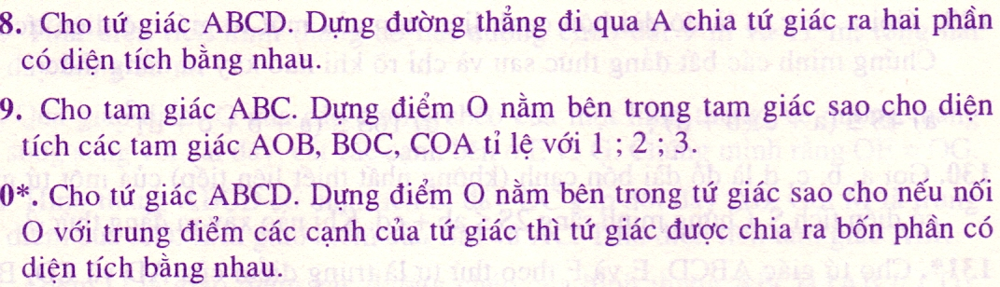 8. Cho tứ giác ABCD. Dựng đường thẳng đi qua A chia tứ giác ra hai phần
có diện tích bằng nhau.
9. Cho tam giác ABC. Dựng điểm O nằm bên trong tam giác sao cho diện
tích các tam giác AOB, BOC, COA tỉ lệ với 1 ; 2 ; 3.
0*. Cho tứ giác ABCD. Dựng điểm O nằm bên trong tứ giác sao cho nếu nối
O với trung điểm các cạnh của tứ giác thì tứ giác được chia ra bốn phần có
diện tích bằng nhau.